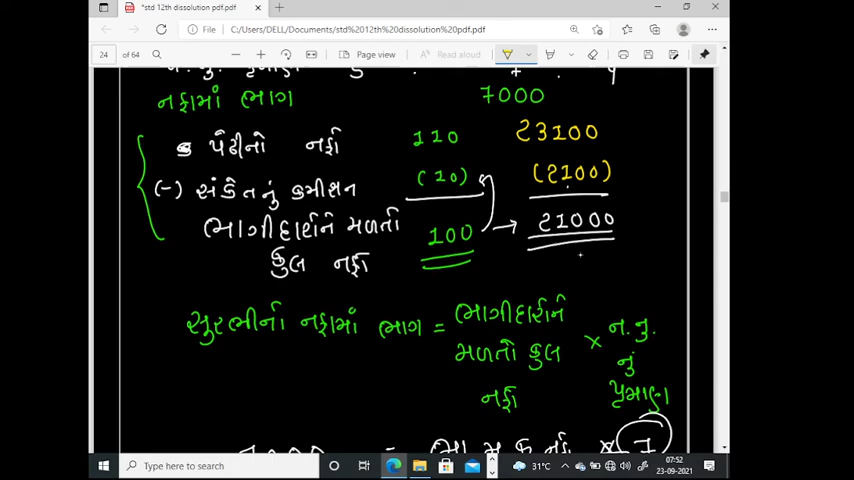 *std 12th dissolution pdf.pdf
File
C:/Users/DELL/Documents/std%2012th%20dissolution%20pdf.pdf
24 of 64
Page view
Read aloud
નફામાં ભાગ 7000
પેઢીનો નફો 110 23100
(-) સંકેતનું કમીશન (10) (2100)
ભાગીદારોને મળતો 100 → 21000
કુલ નફો
સુરભીનો નફામાં ભાગ = ભાગીદારોને
મળતો કુલ × ન.નુ.
નું
નફો પ્રમાણ
7
Type here to search
31°C
07:52
23-09-2021